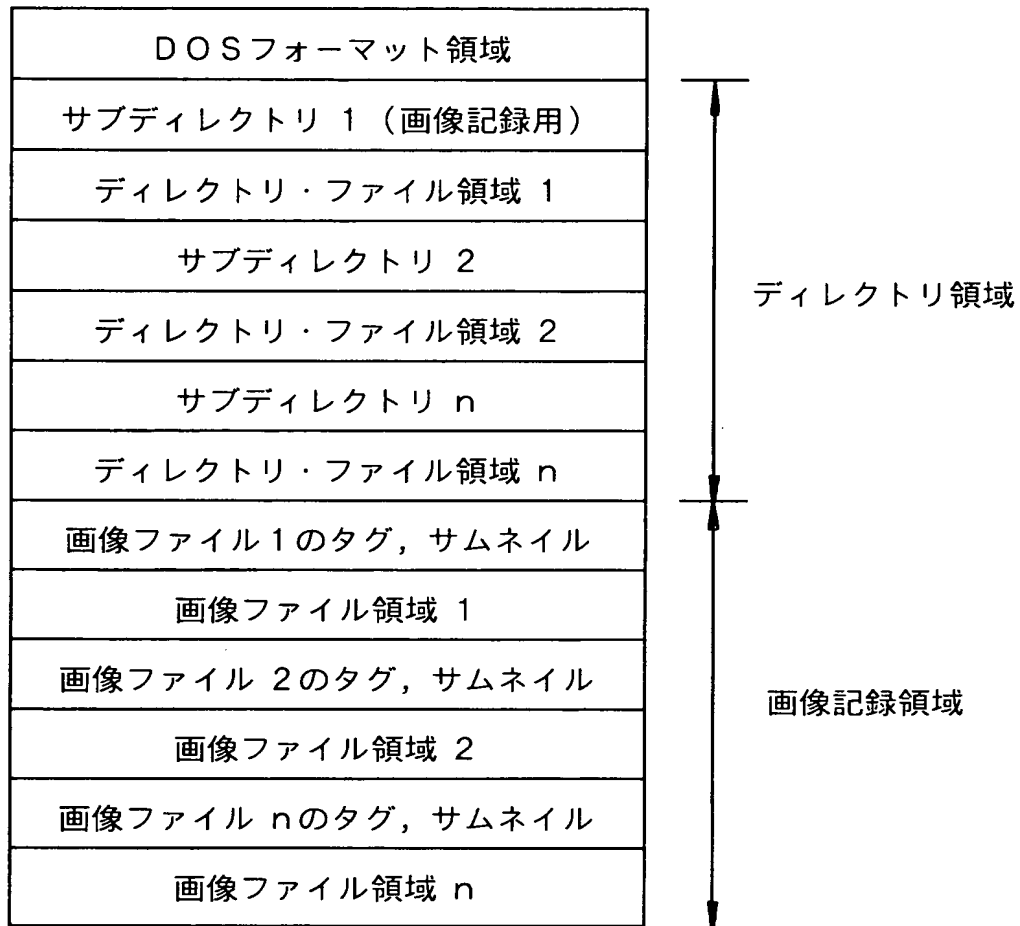 DOSフォーマット領域
サブディレクトリ 1 (画像記録用)
ディレクトリ・ファイル領域 1
サブディレクトリ 2
ディレクトリ・ファイル領域 2
サブディレクトリ n
ディレクトリ・ファイル領域 n
ディレクトリ領域
画像ファイル1のタグ, サムネイル
画像ファイル領域 1
画像ファイル 2のタグ, サムネイル
画像ファイル領域 2
画像ファイル nのタグ, サムネイル
画像ファイル領域 n
画像記録領域